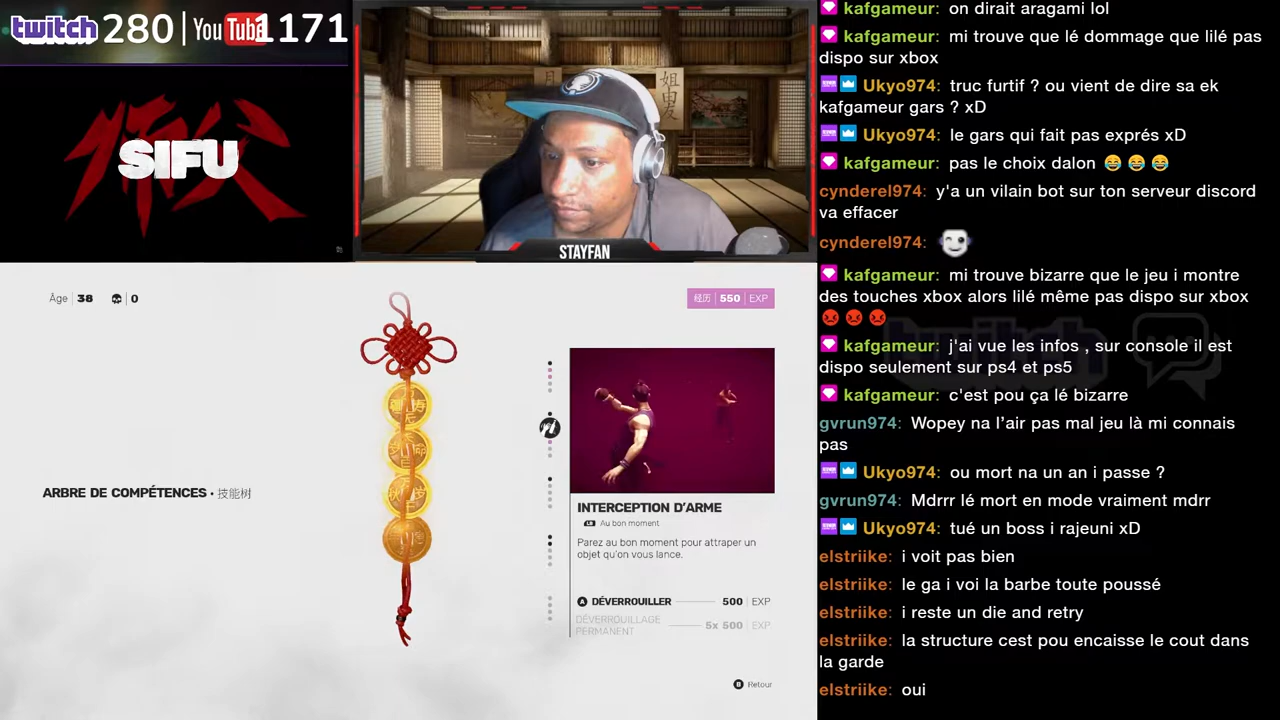 twitch 280 | YouTube 1171
SIFU
STAYFAN
Âge | 38 0
经历 | 550 | EXP
ARBRE DE COMPÉTENCES • 技能树
INTERCEPTION D'ARME
LB Au bon moment
Parez au bon moment pour attraper un
objet qu'on vous lance.
A DÉVERROUILLER 500 | EXP
DÉVERROUILLAGE
PERMANENT 5x 500 | EXP
B Retour
kafgameur: on dirait aragami lol
kafgameur: mi trouve que lé dommage que lilé pas
dispo sur xbox
Ukyo974: truc furtif ? ou vient de dire sa ek
kafgameur gars ? xD
Ukyo974: le gars qui fait pas exprés xD
kafgameur: pas le choix dalon 😂 😂 😂
cynderel974: y'a un vilain bot sur ton serveur discord
va effacer
cynderel974:
kafgameur: mi trouve bizarre que le jeu i montre
des touches xbox alors lilé même pas dispo sur xbox
😡 😡 😡
kafgameur: j'ai vue les infos , sur console il est
dispo seulement sur ps4 et ps5
kafgameur: c'est pou ça lé bizarre
gvrun974: Wopey na l'air pas mal jeu là mi connais
pas
Ukyo974: ou mort na un an i passe ?
gvrun974: Mdrrr lé mort en mode vraiment mdrr
Ukyo974: tué un boss i rajeuni xD
elstriike: i voit pas bien
elstriike: le ga i voi la barbe toute poussé
elstriike: i reste un die and retry
elstriike: la structure cest pou encaisse le cout dans
la garde
elstriike: oui